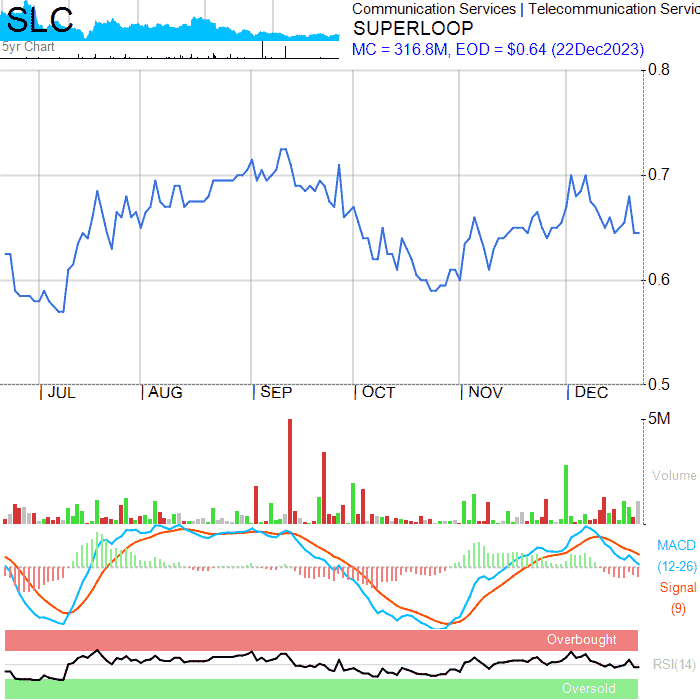 SLC
5yr Chart
Communication Services | Telecommunication Servic
SUPERLOOP
MC = 316.8M, EOD = $0.64 (22Dec2023)
0.8
0.7
0.6
0.5
| JUL | AUG | SEP | OCT | NOV | DEC
5M
Volume
MACD
(12-26)
Signal
(9)
Overbought
RSI(14)
Oversold